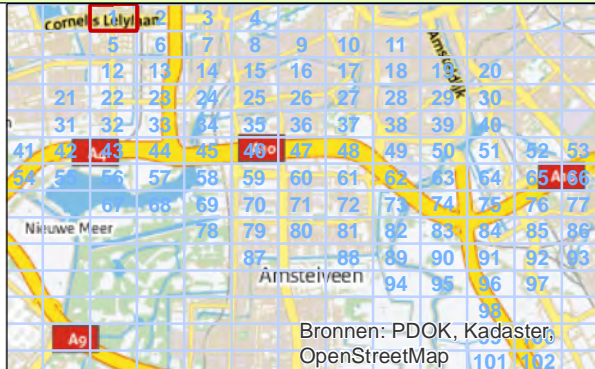 Cornelis Lelylaan 1 2 3 4
5 6 7 8 9 10 11
Amsteldijk
12 13 14 15 16 17 18 19 20
21 22 23 24 25 26 27 28 29 30
31 32 33 34 35 36 37 38 39 40
41 42 43 44 45 46 47 48 49 50 51 52 53
54 55 56 57 58 59 60 61 62 63 64 65 66
67 68 69 70 71 72 73 74 75 76 77
Nieuwe Meer 78 79 80 81 82 83 84 85 86
87 88 89 90 91 92 93
Amstelveen 94 95 96 97
98
Bronnen: PDOK, Kadaster,
A9 OpenStreetMap
101 102